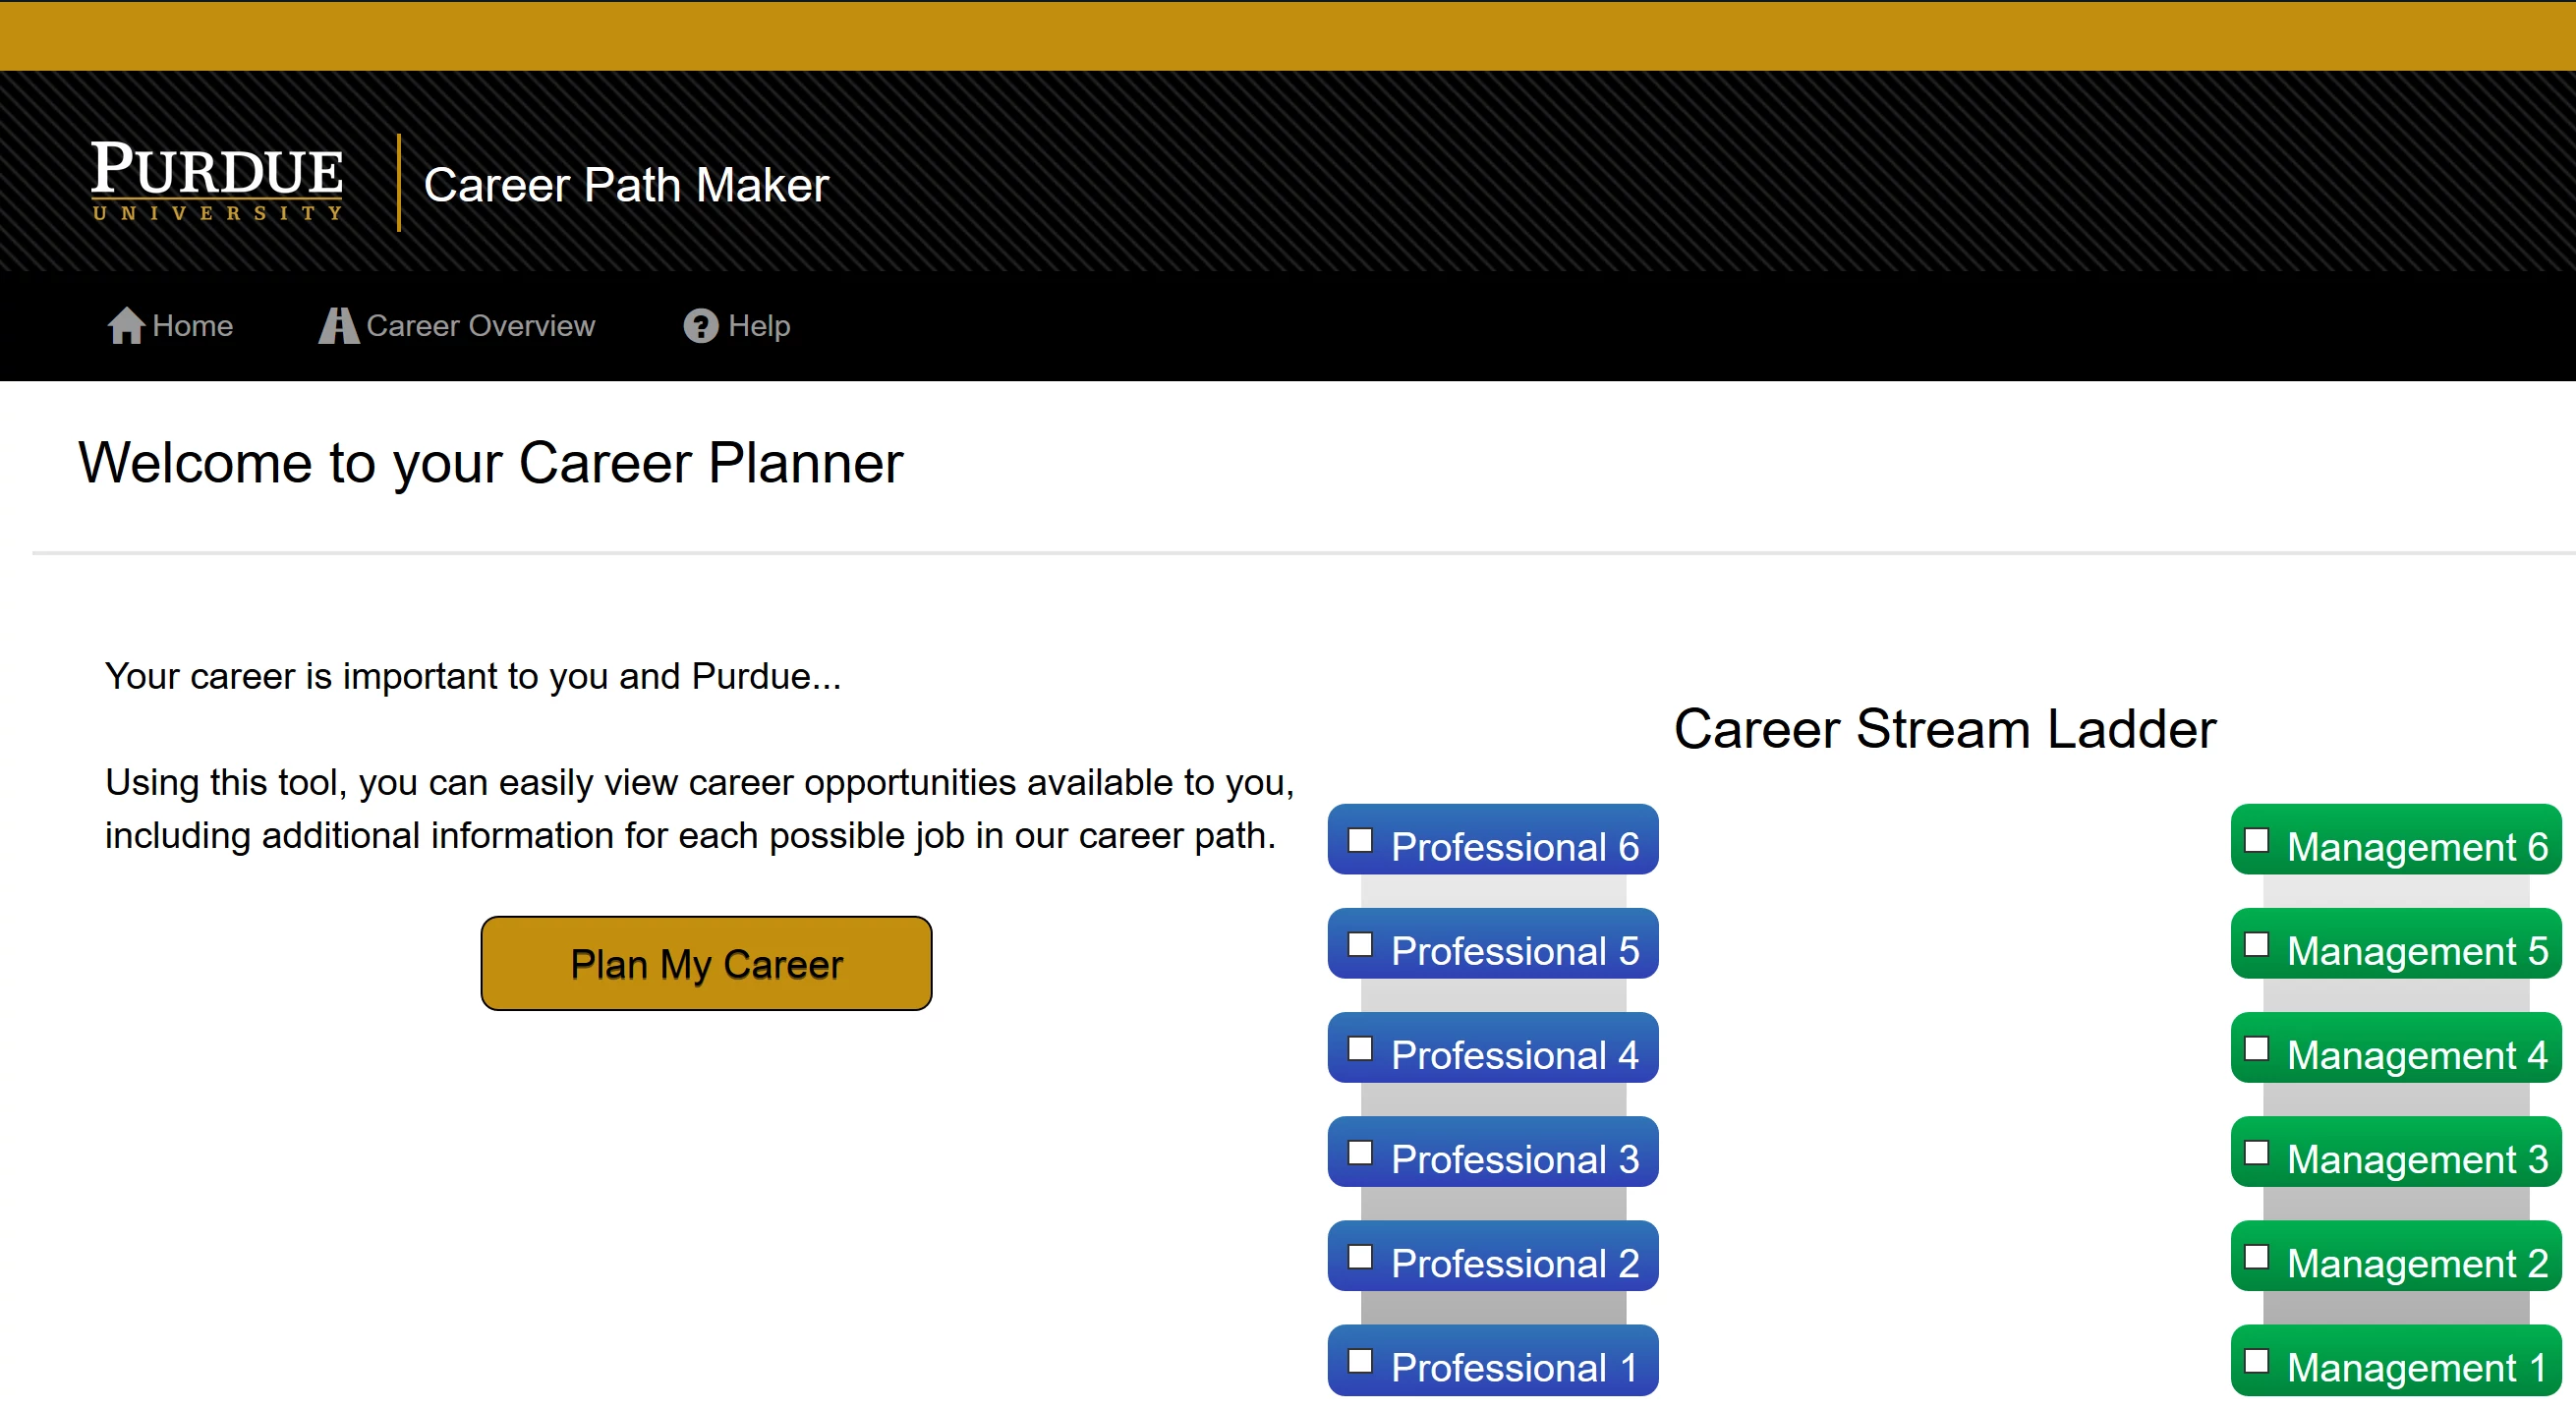 PURDUE
UNIVERSITY
Career Path Maker
Home
Career Overview
Help
Welcome to your Career Planner
Your career is important to you and Purdue...
Using this tool, you can easily view career opportunities available to you,
including additional information for each possible job in our career path.
Plan My Career
Career Stream Ladder
Professional 6
Management 6
Professional 5
Management 5
Professional 4
Management 4
Professional 3
Management 3
Professional 2
Management 2
Professional 1
Management 1